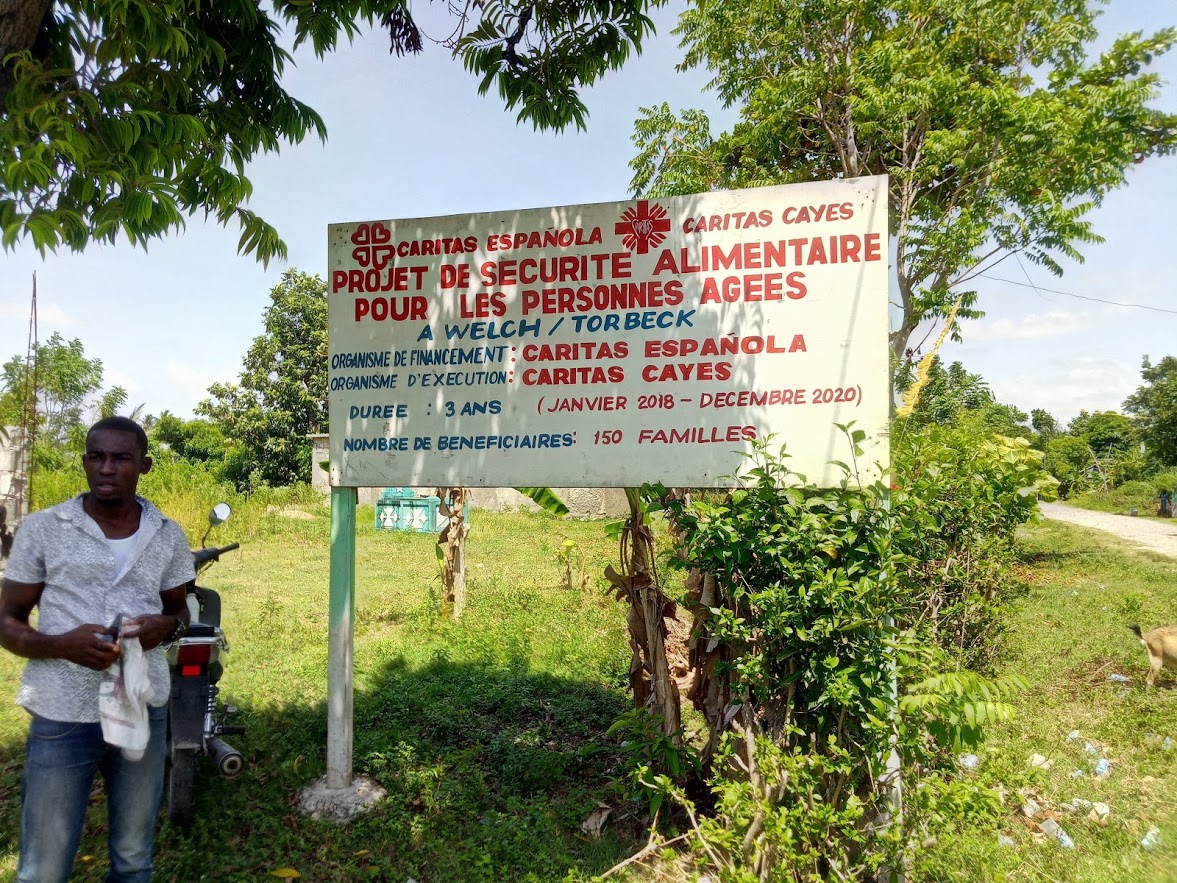 CARITAS ESPAÑOLA CARITAS CAYES
PROJET DE SECURITE ALIMENTAIRE
POUR LES PERSONNES AGEES
A WELCH / TORBECK
ORGANISME DE FINANCEMENT: CARITAS ESPAÑOLA
ORGANISME D'EXECUTION: CARITAS CAYES
DUREE : 3 ANS (JANVIER 2018 - DECEMBRE 2020)
NOMBRE DE BENEFICIAIRES: 150 FAMILLES